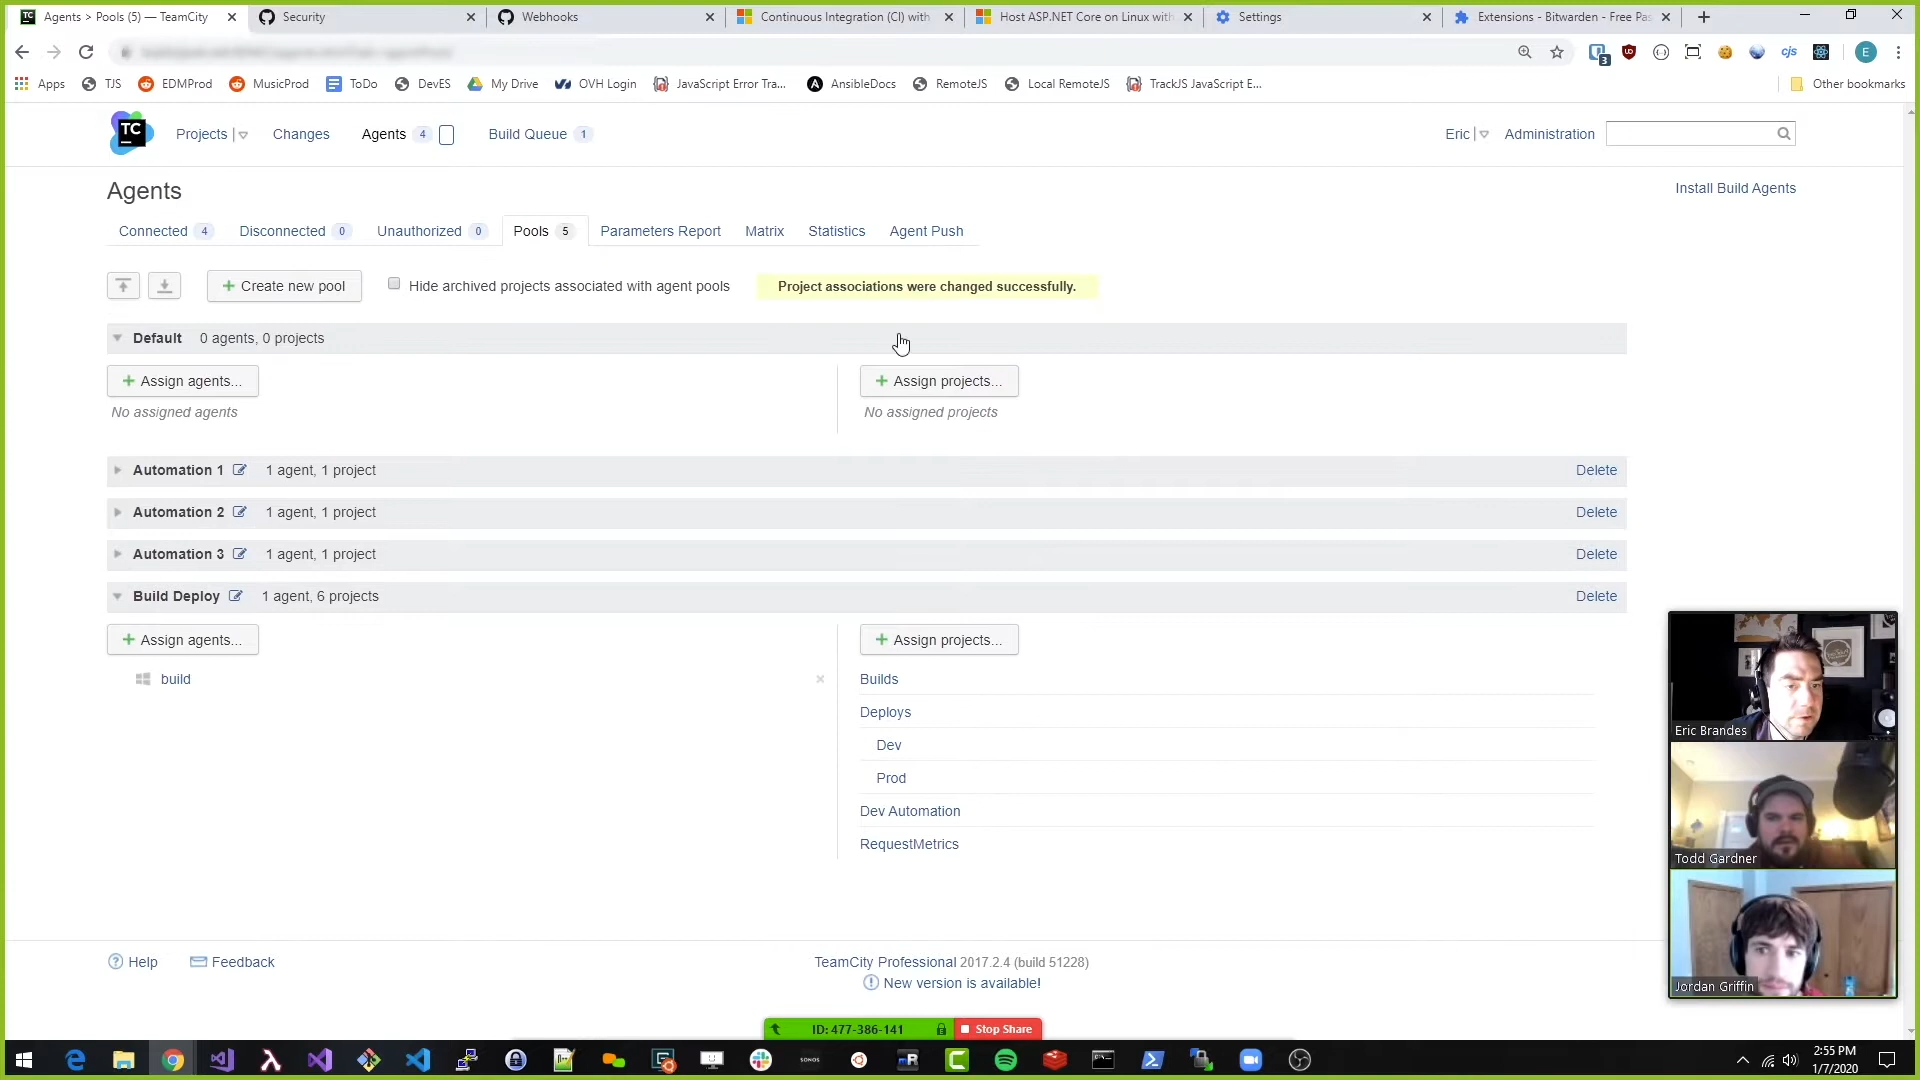 Agents > Pools (5) — TeamCity
Security
Webhooks
Continuous Integration (CI) with
Host ASP.NET Core on Linux with
Settings
Extensions - Bitwarden - Free Pas
3
E
Apps
TJS
EDMProd
MusicProd
ToDo
DevES
My Drive
OVH Login
JavaScript Error Tra...
AnsibleDocs
RemoteJS
Local RemoteJS
TrackJS JavaScript E...
Other bookmarks
TC
Projects
Changes
Agents 4
Build Queue 1
Eric
Administration
Agents
Install Build Agents
Connected 4
Disconnected 0
Unauthorized 0
Pools 5
Parameters Report
Matrix
Statistics
Agent Push
+ Create new pool
Hide archived projects associated with agent pools
Project associations were changed successfully.
Default 0 agents, 0 projects
+ Assign agents...
+ Assign projects...
No assigned agents
No assigned projects
Automation 1 1 agent, 1 project Delete
Automation 2 1 agent, 1 project Delete
Automation 3 1 agent, 1 project Delete
Build Deploy 1 agent, 6 projects Delete
+ Assign agents...
+ Assign projects...
build
Builds
Deploys
Dev
Prod
Dev Automation
RequestMetrics
Eric Brandes
Todd Gardner
Jordan Griffin
Help
Feedback
TeamCity Professional 2017.2.4 (build 51228)
New version is available!
ID: 477-386-141
Stop Share
SONOS
2:55 PM
1/7/2020